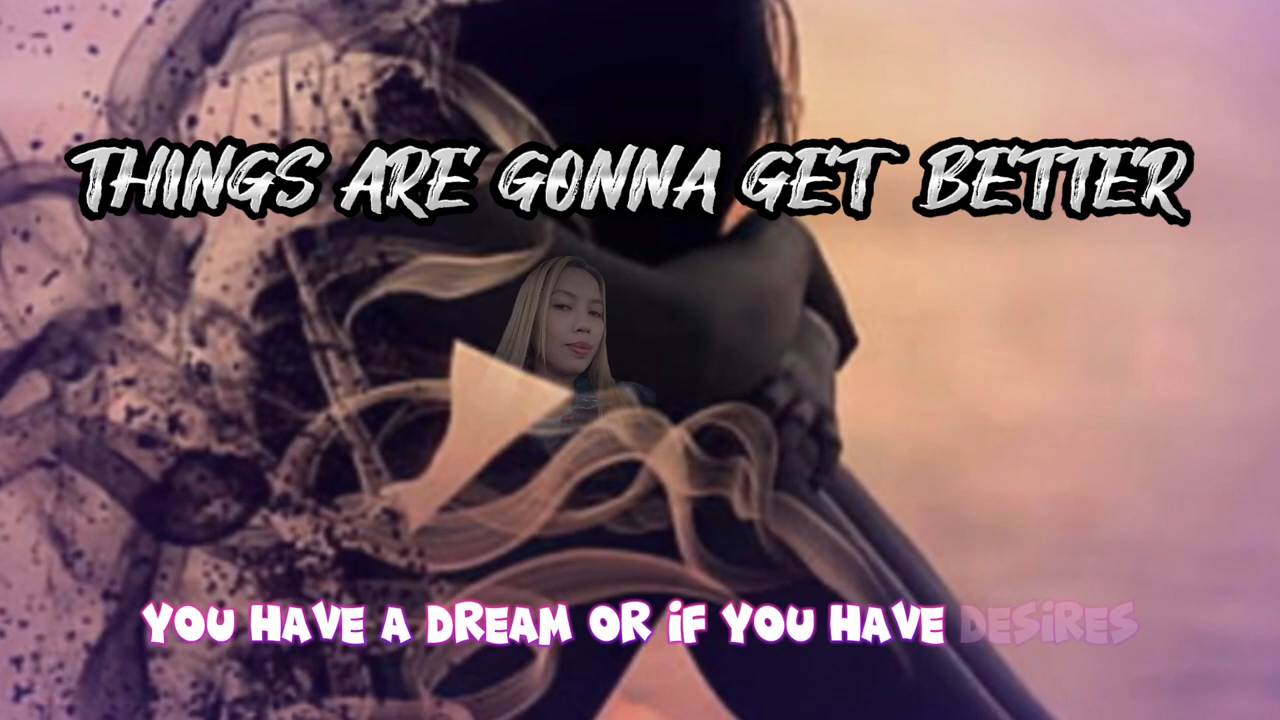 THINGS ARE GONNA GET BETTER
YOU HAVE A DREAM OR iF YOU HAVE DESiRES